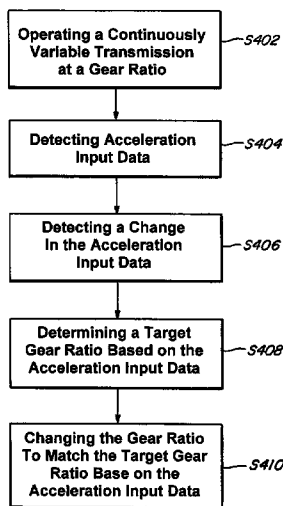 Operating a Continuously
Variable Transmission
at a Gear Ratio
S402
Detecting Acceleration
Input Data
S404
Detecting a Change
In the Acceleration
Input Data
S406
Determining a Target
Gear Ratio Based on the
Acceleration Input Data
S408
Changing the Gear Ratio
To Match the Target Gear
Ratio Base on the
Acceleration Input Data
S410